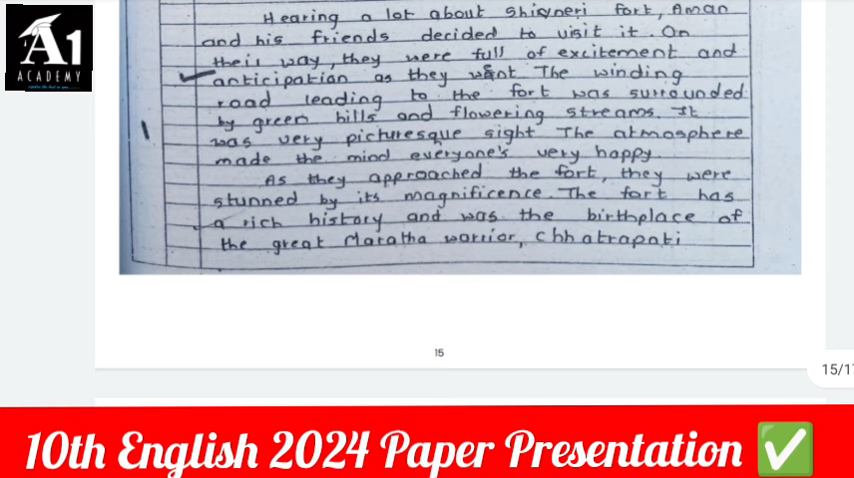 A1
ACADEMY
Hearing a lot about Shivneri fort, Aman
and his friends decided to visit it. On
their way, they were full of excitement and
anticipation as they want The winding
road leading to the fort was surrounded
by green hills and flowering streams. It
was very picturesque sight The atmosphere
made the mind everyone's very happy
As they approached the fort, they were
stunned by its magnificence. The fort has
a rich history and was the birthplace of
the great Maratha warrior, Chhatrapati
15
15/1
10th English 2024 Paper Presentation ✅